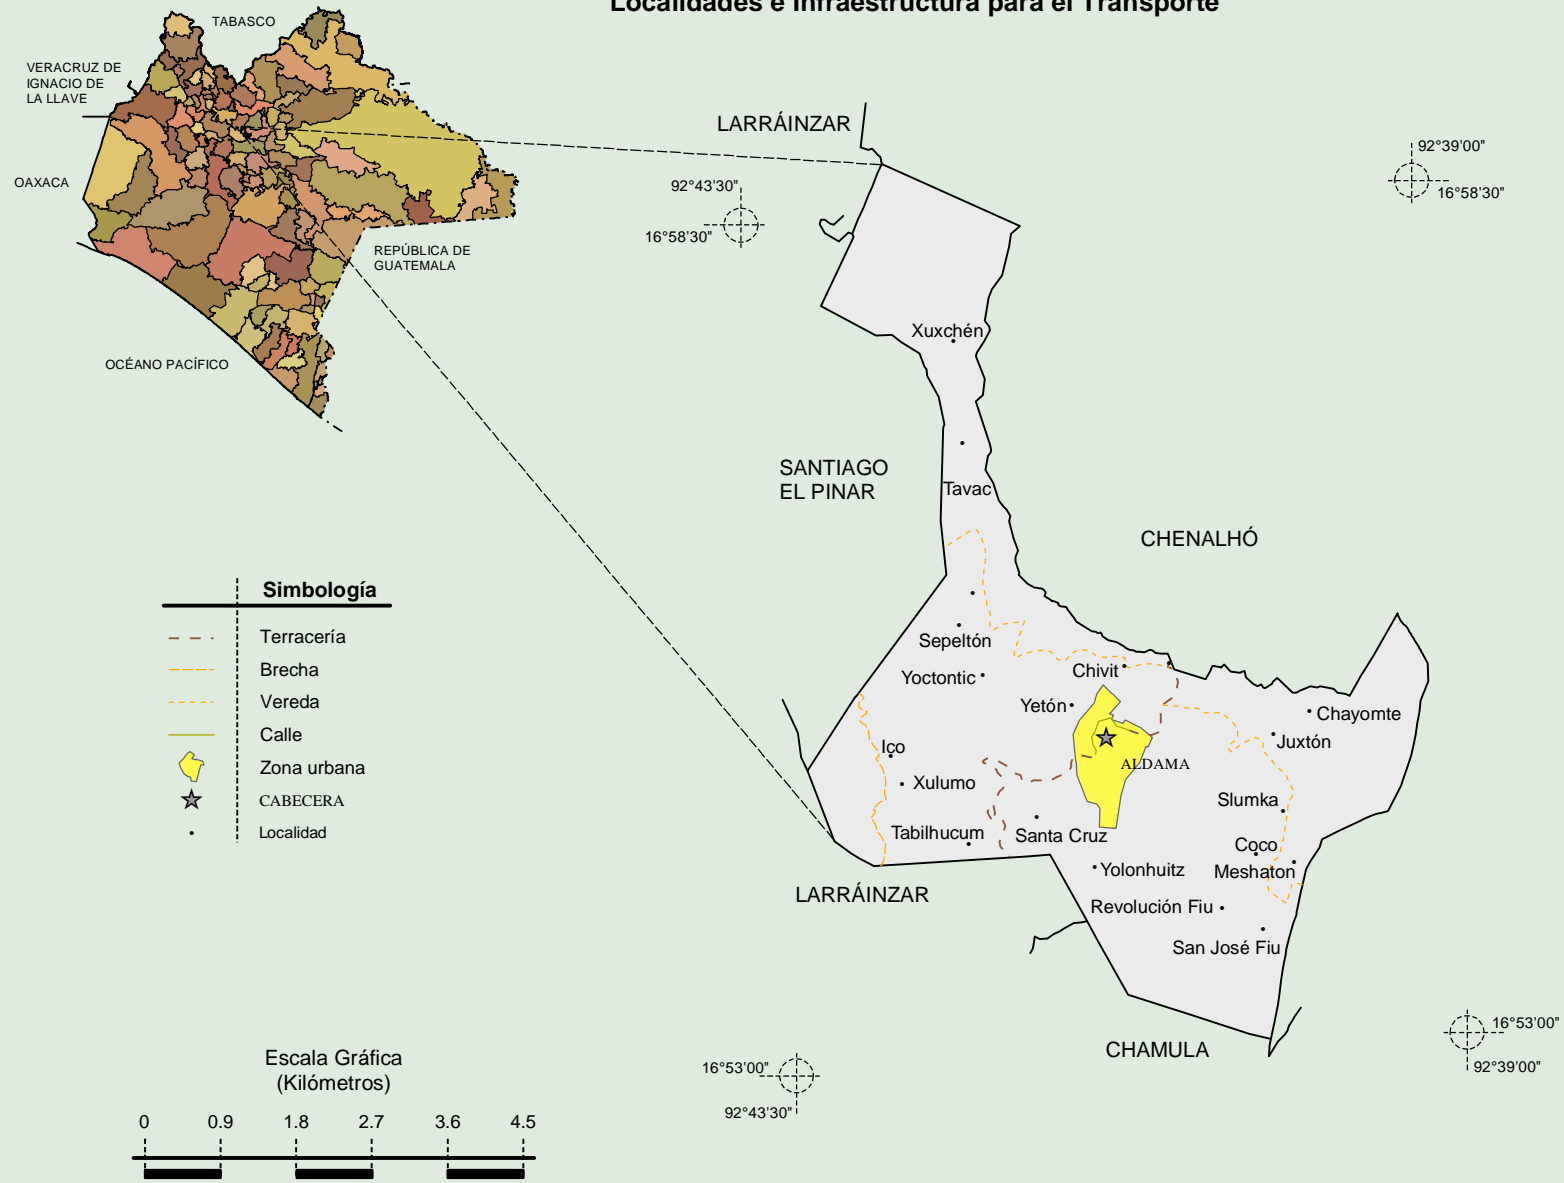 Localidades e Infraestructura para el Transporte
TABASCO
VERACRUZ DE
IGNACIO DE
LA LLAVE
OAXACA
REPÚBLICA DE
GUATEMALA
OCÉANO PACÍFICO
LARRÁINZAR
92°43'30"
16°58'30"
92°39'00"
16°58'30"
Xuxchén
SANTIAGO
EL PINAR
Tavac
CHENALHÓ
Sepeltón
Yoctontic
Chivit
Yetón
Chayomte
Juxtón
Ico
ALDAMA
Xulumo
Slumka
Tabilhucum
Santa Cruz
Coco
Yolonhuitz
Meshaton
LARRÁINZAR
Revolución Fiu
San José Fiu
CHAMULA
Simbología
Terracería
Brecha
Vereda
Calle
Zona urbana
CABECERA
Localidad
Escala Gráfica
(Kilómetros)
0 0.9 1.8 2.7 3.6 4.5
16°53'00"
92°43'30"
16°53'00"
92°39'00"